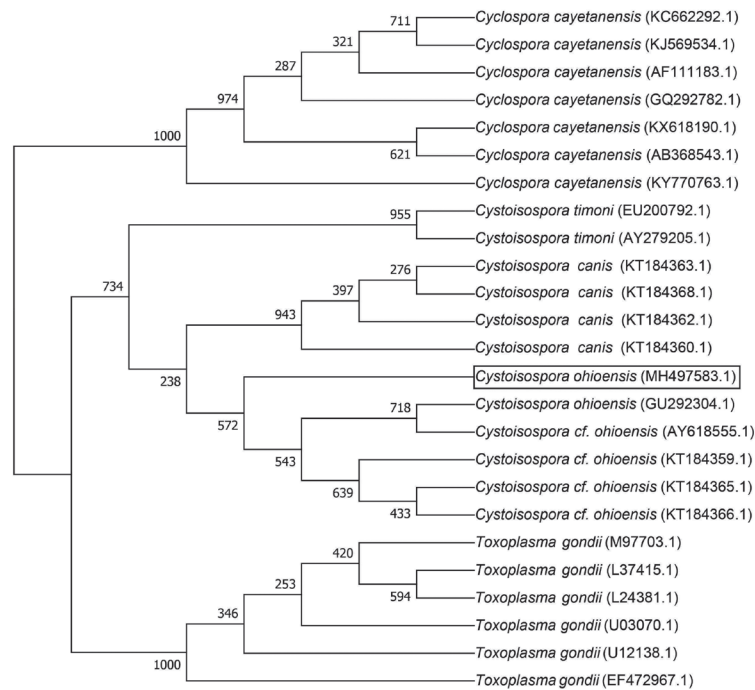 711
Cyclospora cayetanensis (KC662292.1)
321
Cyclospora cayetanensis (KJ569534.1)
287
Cyclospora cayetanensis (AF111183.1)
974
Cyclospora cayetanensis (GQ292782.1)
1000
Cyclospora cayetanensis (KX618190.1)
621
Cyclospora cayetanensis (AB368543.1)
Cyclospora cayetanensis (KY770763.1)
955
Cystoisospora timoni (EU200792.1)
Cystoisospora timoni (AY279205.1)
276
Cystoisospora canis (KT184363.1)
734
397
Cystoisospora canis (KT184368.1)
943
Cystoisospora canis (KT184362.1)
Cystoisospora canis (KT184360.1)
238
Cystoisospora ohioensis (MH497583.1)
718
Cystoisospora ohioensis (GU292304.1)
572
Cystoisospora cf. ohioensis (AY618555.1)
543
Cystoisospora cf. ohioensis (KT184359.1)
639
Cystoisospora cf. ohioensis (KT184365.1)
433
Cystoisospora cf. ohioensis (KT184366.1)
420
Toxoplasma gondii (M97703.1)
253
Toxoplasma gondii (L37415.1)
594
Toxoplasma gondii (L24381.1)
346
Toxoplasma gondii (U03070.1)
Toxoplasma gondii (U12138.1)
1000
Toxoplasma gondii (EF472967.1)